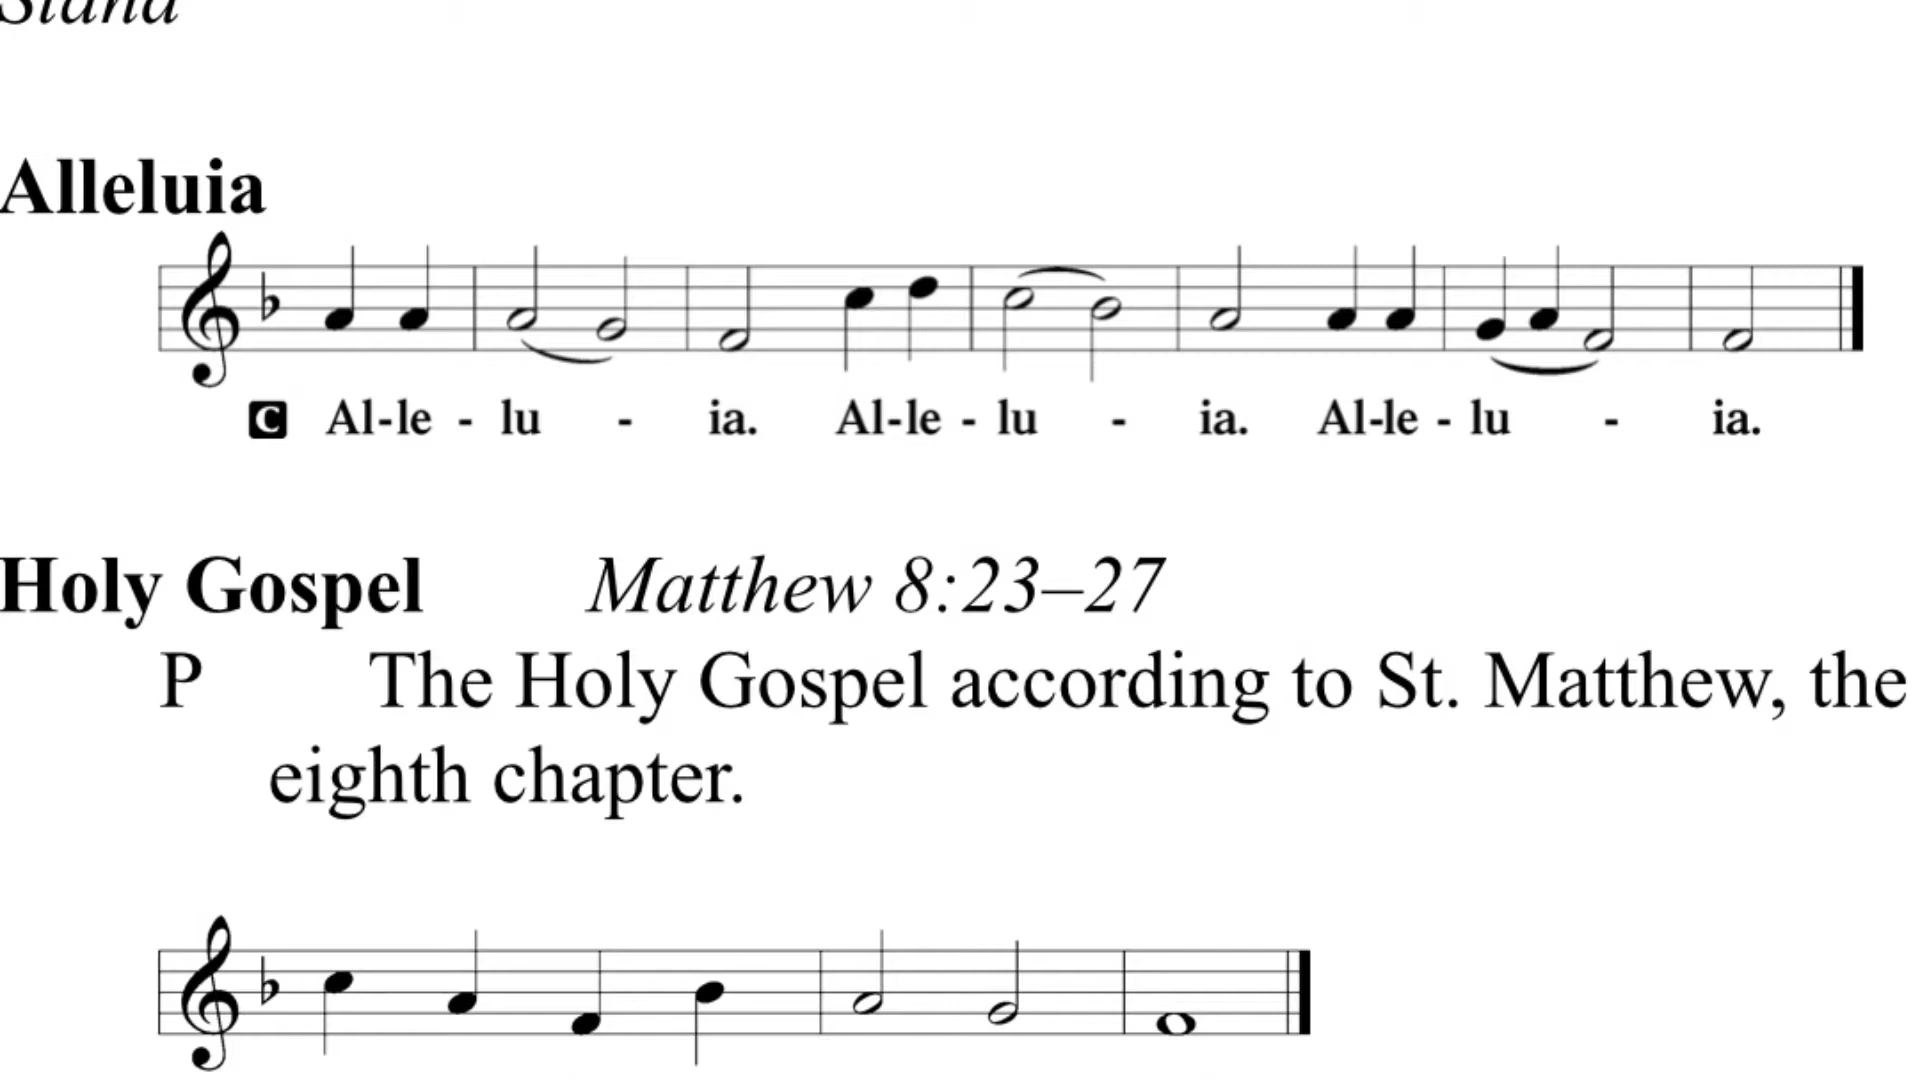 Stand
Alleluia
C Al-le - lu - ia. Al-le - lu - ia. Al-le - lu - ia.
Holy Gospel Matthew 8:23–27
P The Holy Gospel according to St. Matthew, the
eighth chapter.